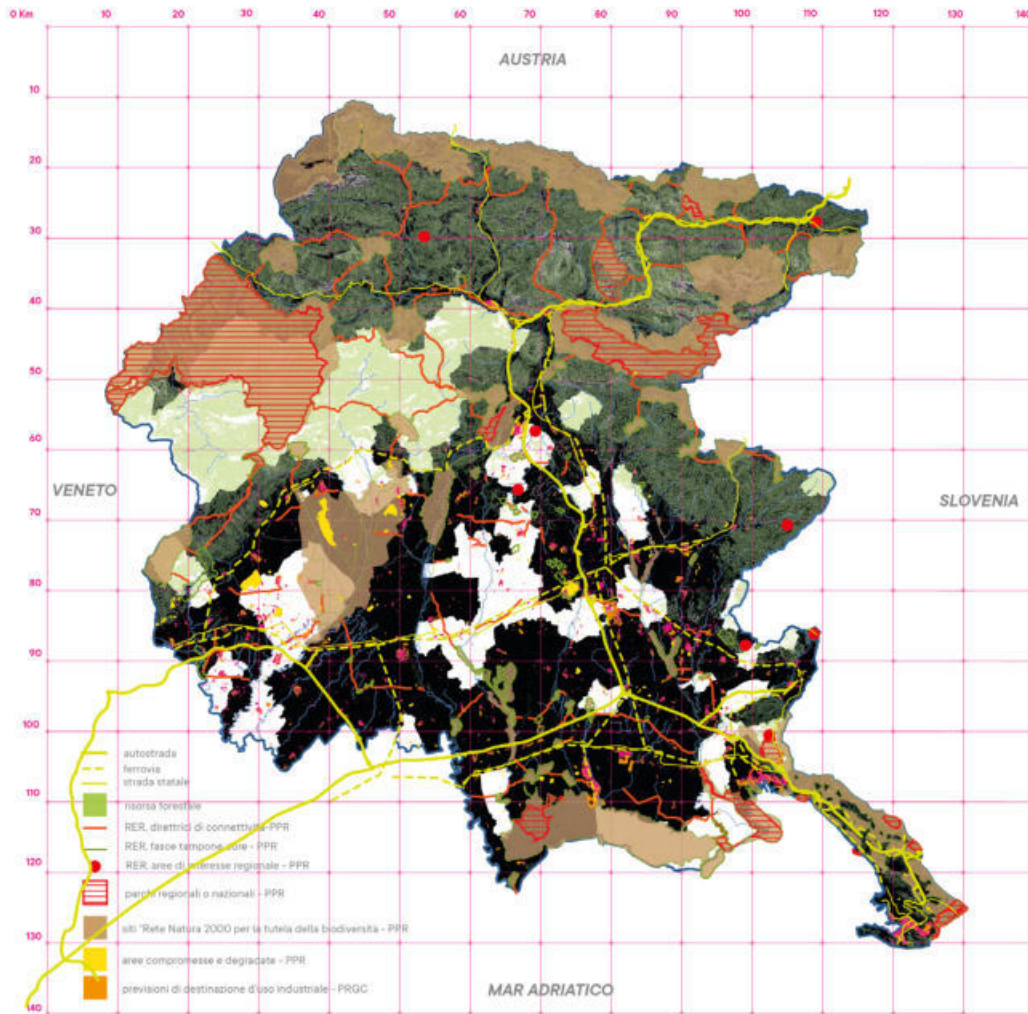 0 Km 10 20 30 40 50 60 70 80 90 100 110 120 130 140
AUSTRIA
10
20
30
40
50
60
VENETO
SLOVENIA
70
80
90
100
autostrada
ferrovia
strada statale
110
risorsa forestale
RER, direttrici di connettività-PPR
RER, fasce tampone, core - PPR
120
RER, aree di interesse regionale - PPR
parchi regionali o nazionali - PPR
siti "Rete Natura 2000 per la tutela della biodiversità - PPR
130
aree compromesse e degradate - PPR
previsioni di destinazione d'uso industriale - PRGC
MAR ADRIATICO
140